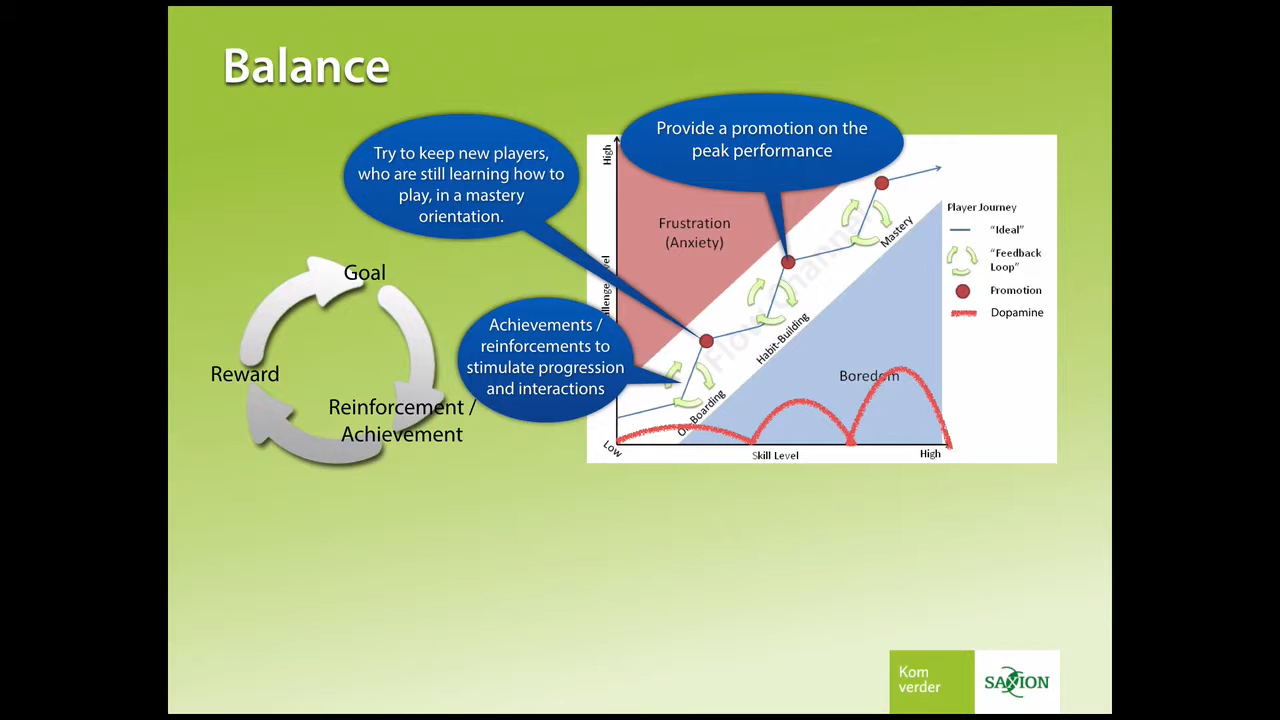 Balance
Provide a promotion on the
peak performance
Try to keep new players,
who are still learning how to
play, in a mastery
orientation.
High
Frustration
(Anxiety)
Mastery
Player Journey
"Ideal"
"Feedback
Loop"
Promotion
Dopamine
Goal
Reward
Reinforcement /
Achievement
Achievements /
reinforcements to
stimulate progression
and interactions
Habit-Building
Boredom
Low
Skill Level
High
Kom
verder
SAXION